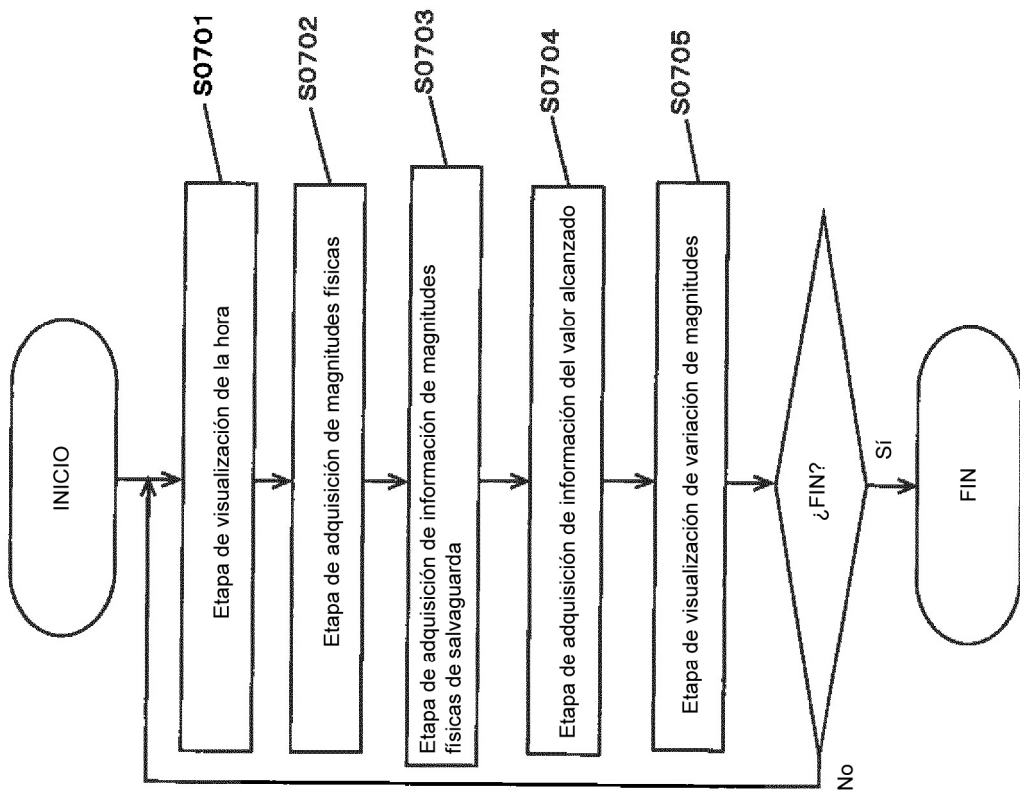 INICIO
Etapa de visualización de la hora
S0701
Etapa de adquisición de magnitudes físicas
S0702
Etapa de adquisición de información de magnitudes
físicas de salvaguarda
S0703
Etapa de adquisición de información del valor alcanzado
S0704
Etapa de visualización de variación de magnitudes
S0705
¿FIN?
No
Sí
FIN